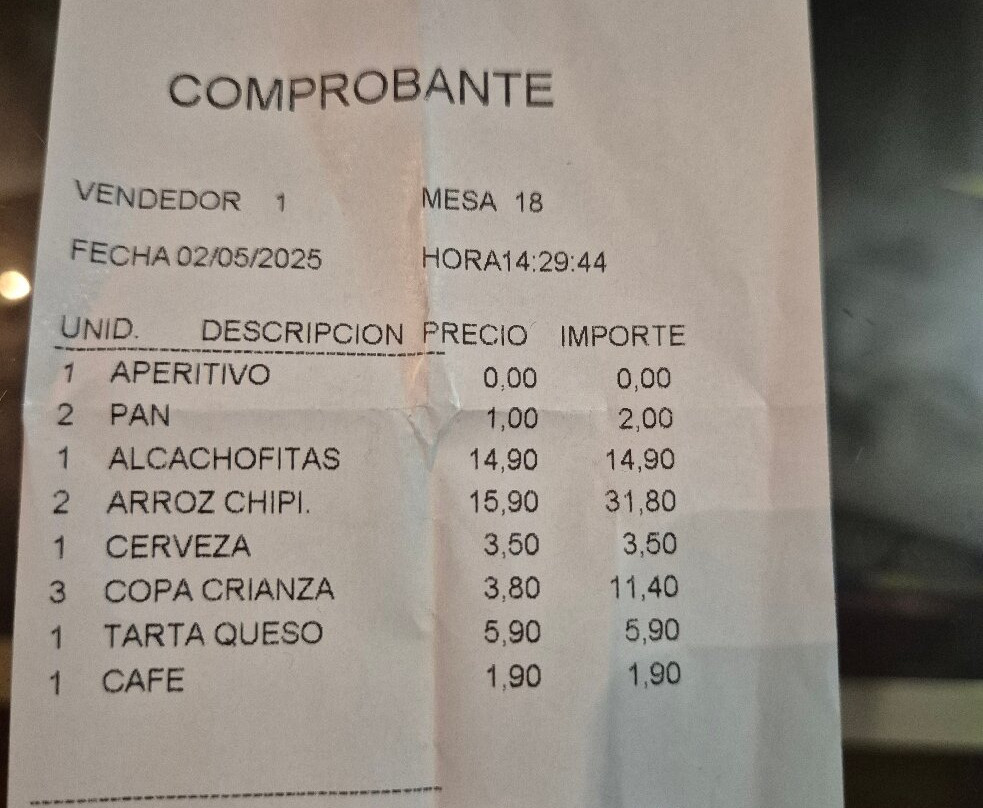 COMPROBANTE
VENDEDOR 1 MESA 18
FECHA 02/05/2025 HORA14:29:44
UNID. DESCRIPCION PRECIO IMPORTE
1 APERITIVO 0,00 0,00
2 PAN 1,00 2,00
1 ALCACHOFITAS 14,90 14,90
2 ARROZ CHIPI. 15,90 31,80
1 CERVEZA 3,50 3,50
3 COPA CRIANZA 3,80 11,40
1 TARTA QUESO 5,90 5,90
1 CAFE 1,90 1,90